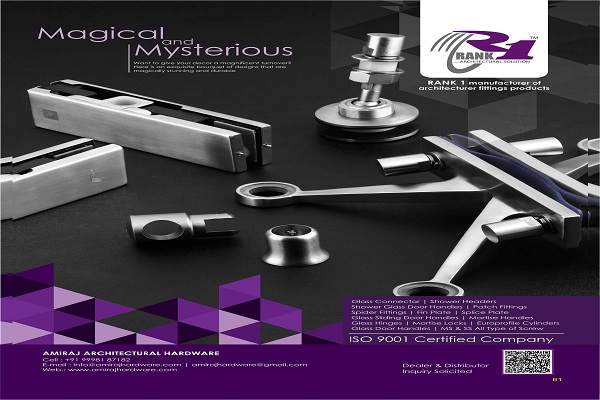 Magical
and
Mysterious
Want to give your decor a magnificent turnover?
Here is an exquisite bouquet of designs that are
magically stunning and durable
R1 TM
RANK
ARCHITECTURAL SOLUTION
RANK 1 manufacturer of
architecturer fittings products
Glass Connector | Shower Headers
Shower Glass Door Handles | Patch Fittings
Spider Fittings | Fin Plate | Splice Plate
Glass Sliding Door Handles | Mortise Handles
Glass Hinges | Mortise Locks | Europrofile Cylinders
Glass Door Handles | MS & SS All Type of Screw
ISO 9001 Certified Company
AMIRAJ ARCHITECTURAL HARDWARE
Cell : +91 99981 87182
E-mail : info@amirajhardware.com | amirajhardware@gmail.com
Web.: www.amirajhardware.com
Dealer & Distributor
Inquiry Solicited
61